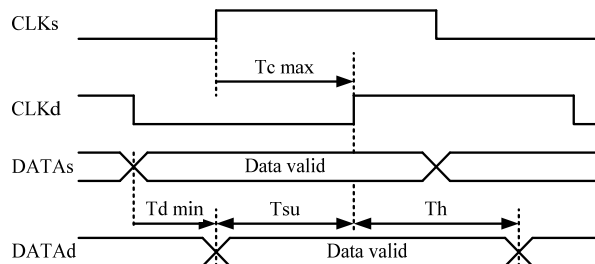 CLKs
Tc max
CLKd
DATAs Data valid
Td min Tsu Th
DATAd Data valid